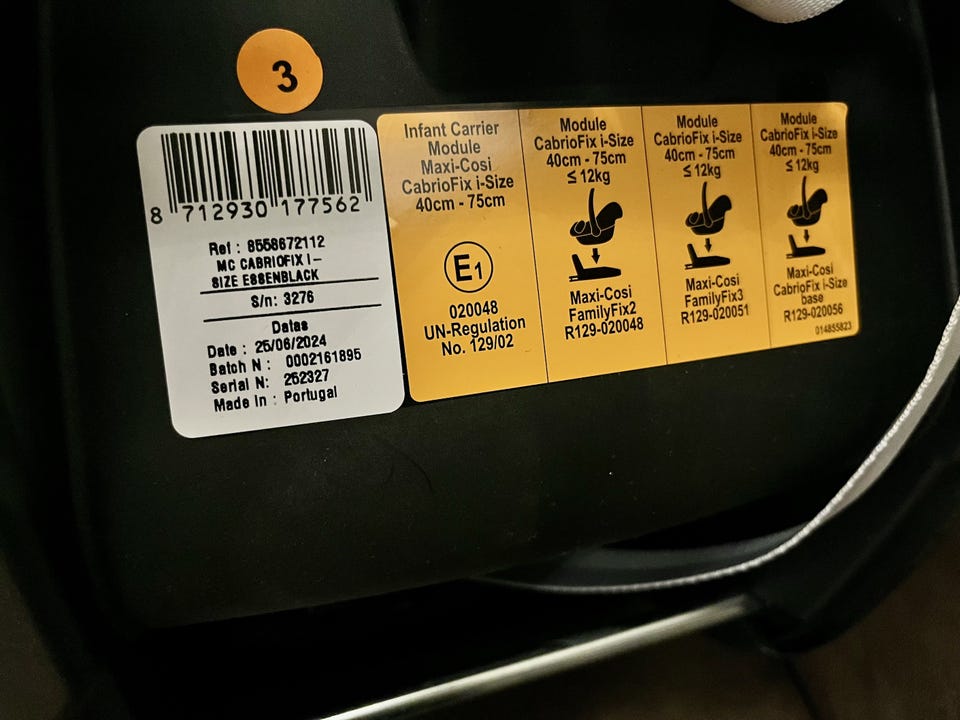 3
8 712930 177562
Ref : 8558672112
MC CABRIOFIX I-
SIZE ESSENBLACK
S/n: 3276
Datas
Date : 25/06/2024
Batch N : 0002161895
Serial N: 252327
Made In : Portugal
Infant Carrier
Module
Maxi-Cosi
CabrioFix i-Size
40cm - 75cm
E1
020048
UN-Regulation
No. 129/02
Module
CabrioFix i-Size
40cm - 75cm
≤ 12kg
Maxi-Cosi
FamilyFix2
R129-020048
Module
CabrioFix i-Size
40cm - 75cm
≤ 12kg
Maxi-Cosi
FamilyFix3
R129-020051
Module
CabrioFix i-Size
40cm - 75cm
≤ 12kg
Maxi-Cosi
CabrioFix i-Size
base
R129-020056
014855823